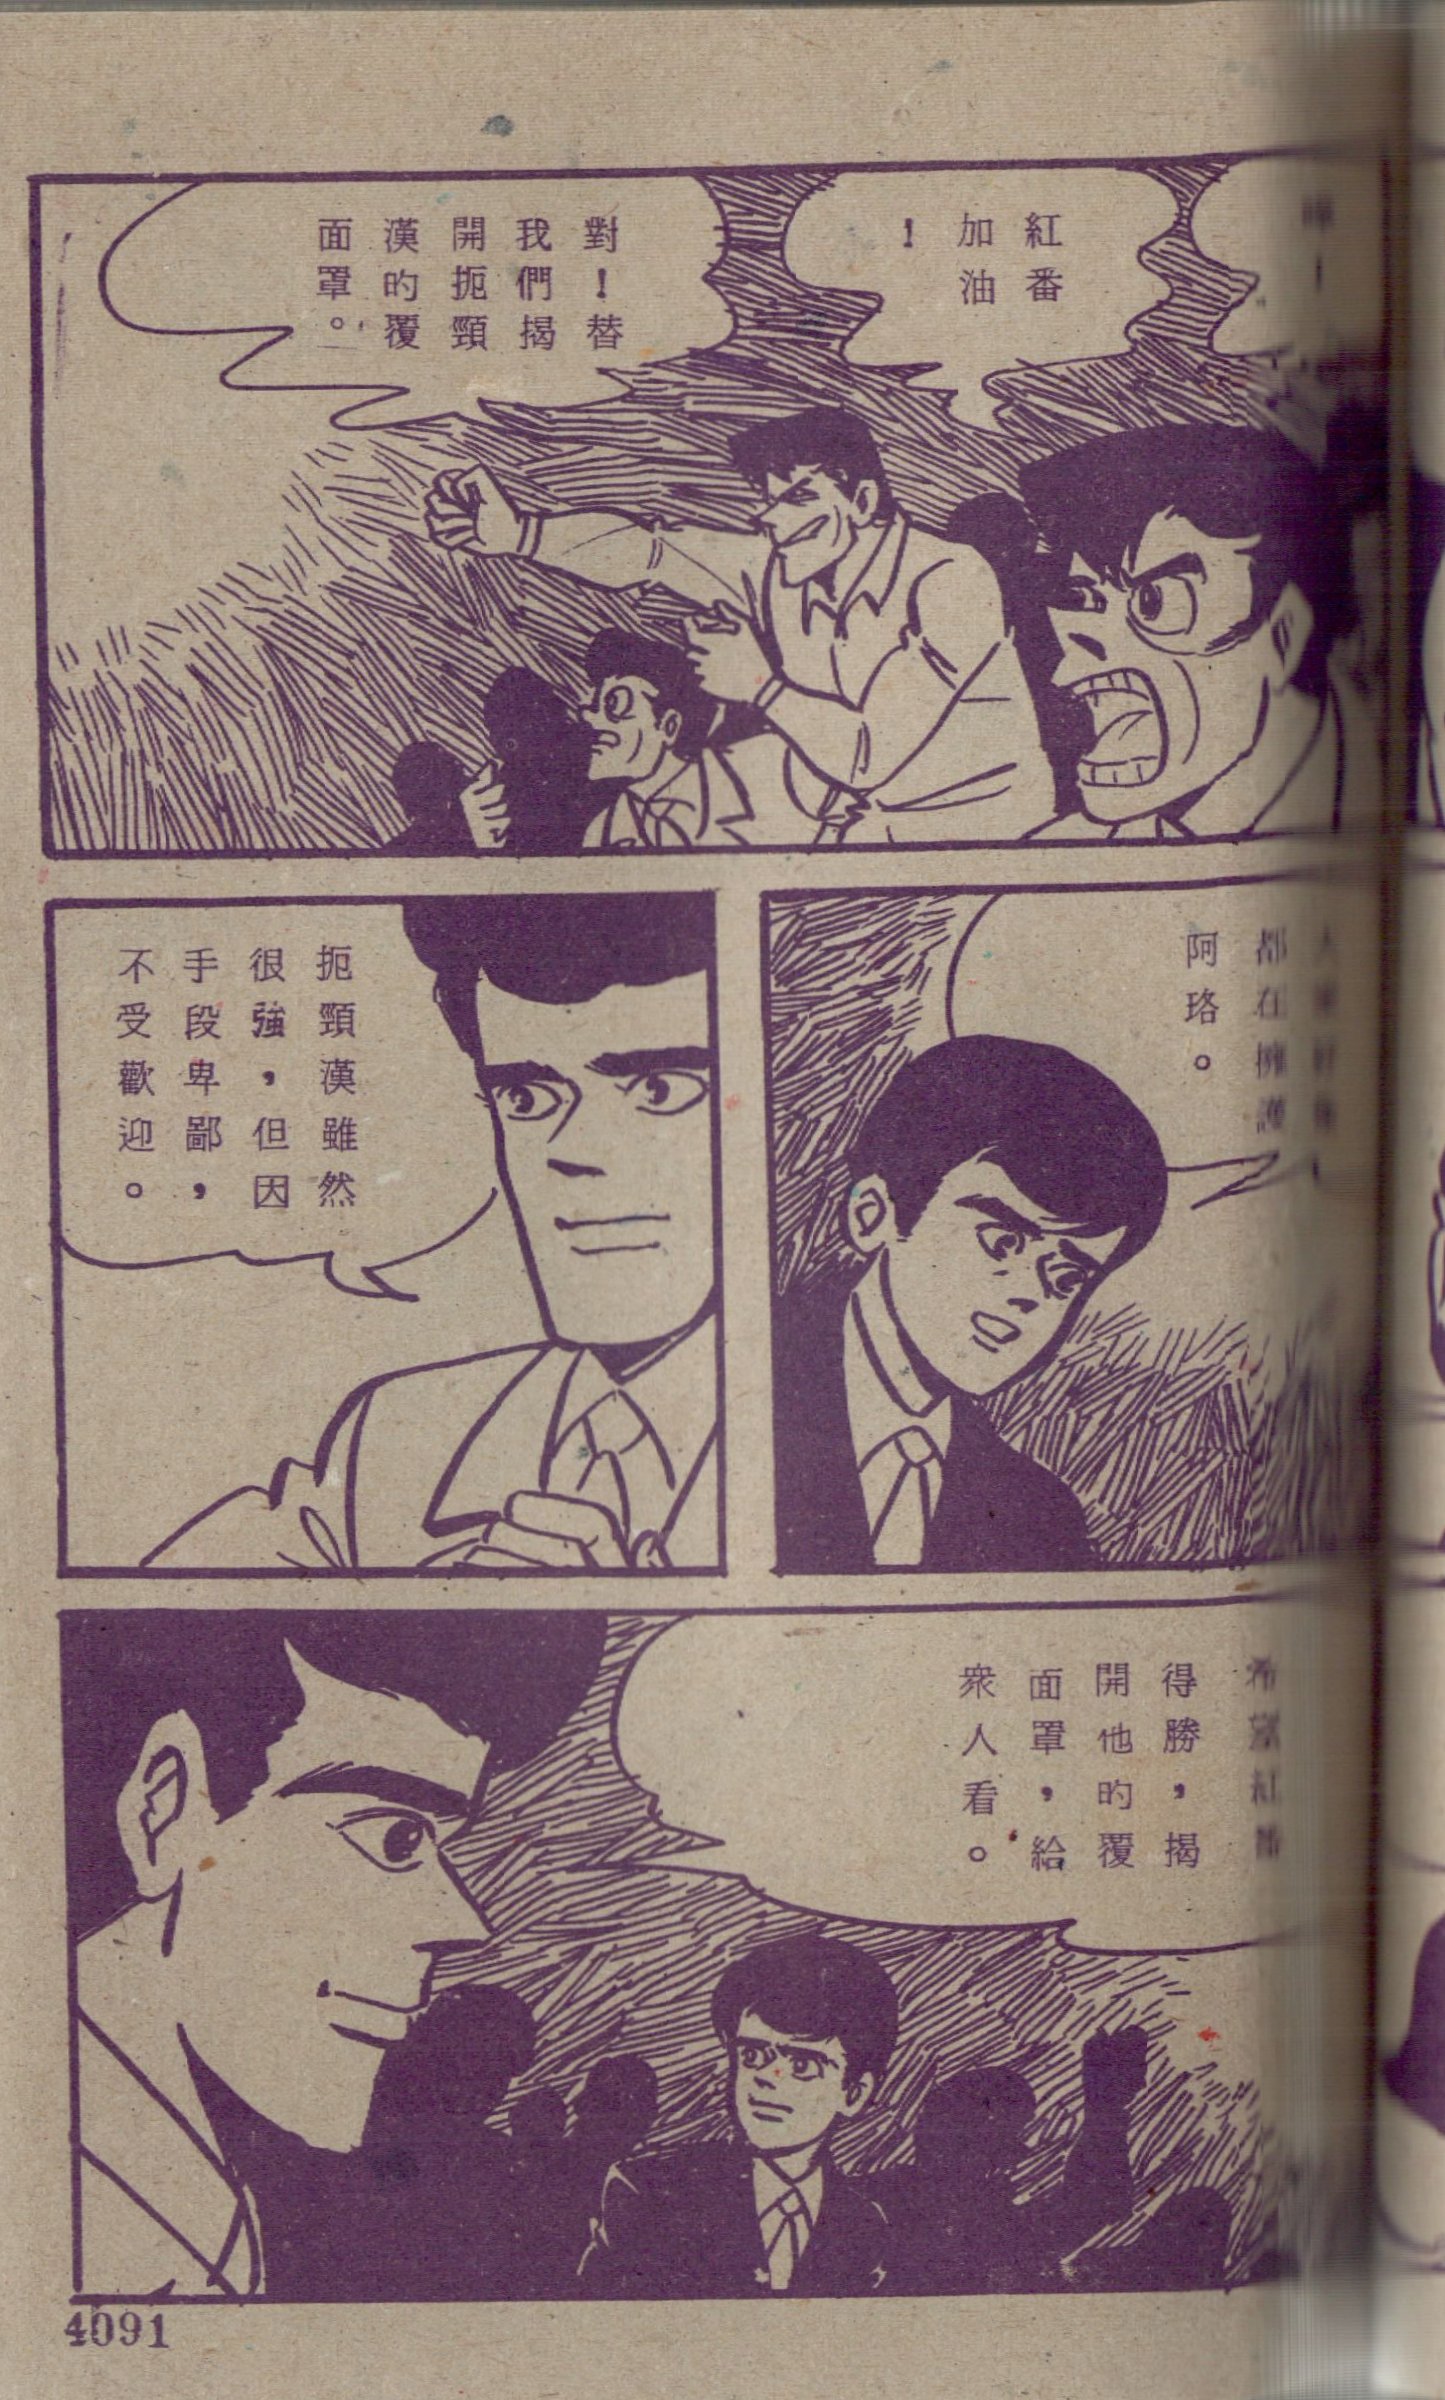 紅番
加油
！
對！替
我們揭
開扼頸
漢的覆
面罩。
都在擁護
阿珞。
扼頸漢雖然
很強，但因
手段卑鄙，
不受歡迎。
得勝，揭
開他的覆
面罩，給
衆人看。
4091